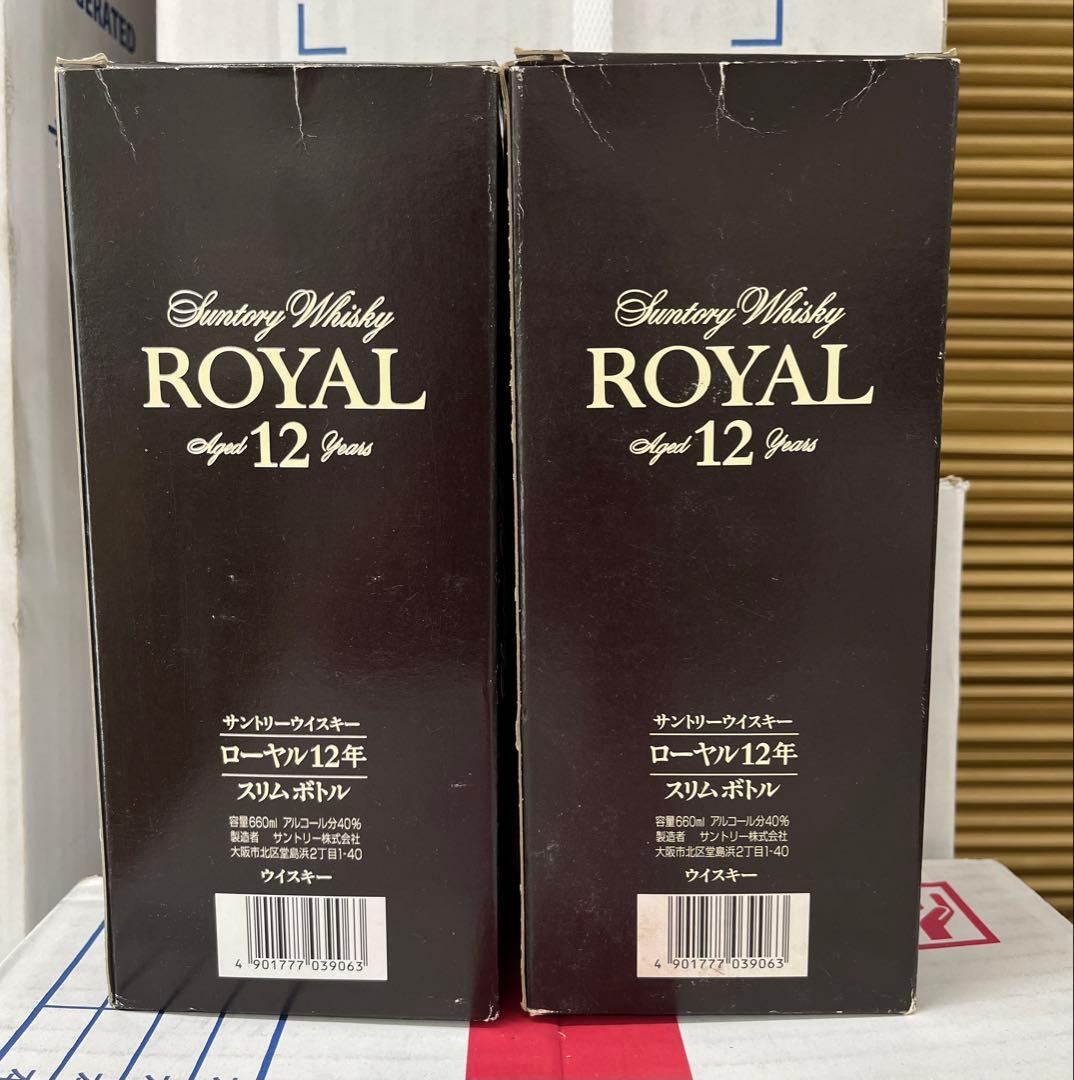 GERATED
Suntory Whisky
ROYAL
Aged 12 Years
サントリーウイスキー
ローヤル12年
スリムボトル
容量660ml アルコール分40%
製造者 サントリー株式会社
大阪市北区堂島浜2丁目1-40
ウイスキー
4 901777 039063
Suntory Whisky
ROYAL
Aged 12 Years
サントリーウイスキー
ローヤル12年
スリムボトル
容量660ml アルコール分40%
製造者 サントリー株式会社
大阪市北区堂島浜2丁目1-40
ウイスキー
4 901777 039063